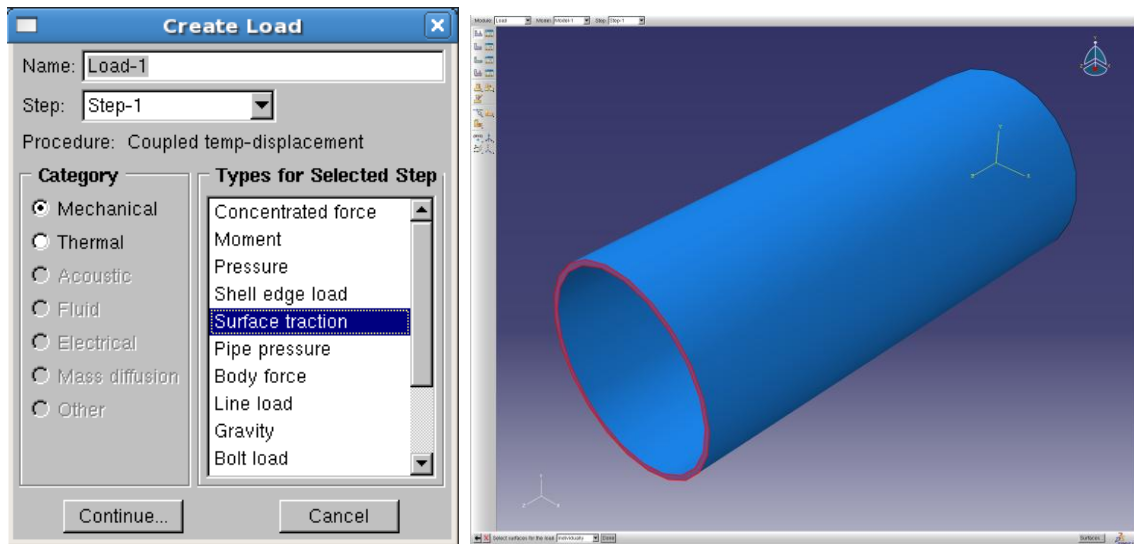 Create Load
Name: Load-1
Step: Step-1
Procedure: Coupled temp-displacement
Category
Mechanical
Thermal
Acoustic
Fluid
Electrical
Mass diffusion
Other
Types for Selected Step
Concentrated force
Moment
Pressure
Shell edge load
Surface traction
Pipe pressure
Body force
Line load
Gravity
Bolt load
Continue...
Cancel
Module: Load Model: Model-1 Step: Step-1
Select surfaces for the load individually Done
Surfaces...